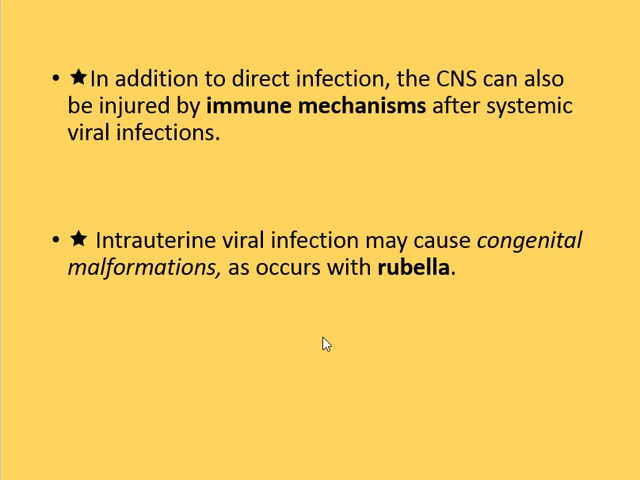 • ★In addition to direct infection, the CNS can also
be injured by immune mechanisms after systemic
viral infections.
• ★ Intrauterine viral infection may cause congenital
malformations, as occurs with rubella.